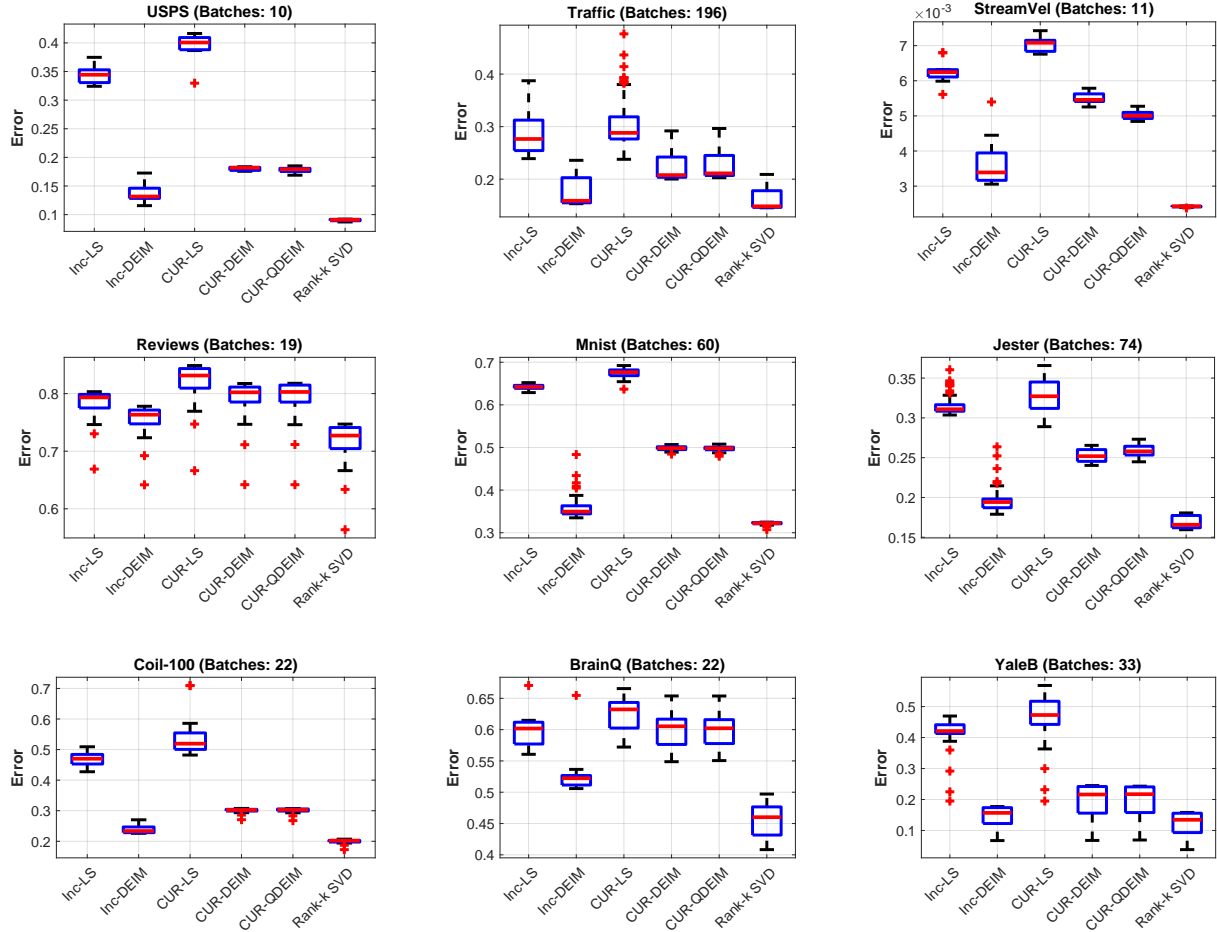 USPS (Batches: 10)
Error
0.4
0.35
0.3
0.25
0.2
0.15
0.1
Inc-LS
Inc-DEIM
CUR-LS
CUR-DEIM
CUR-QDEIM
Rank-k SVD
Traffic (Batches: 196)
Error
0.4
0.3
0.2
Inc-LS
Inc-DEIM
CUR-LS
CUR-DEIM
CUR-QDEIM
Rank-k SVD
StreamVel (Batches: 11)
×10⁻³
Error
7
6
5
4
3
Inc-LS
Inc-DEIM
CUR-LS
CUR-DEIM
CUR-QDEIM
Rank-k SVD
Reviews (Batches: 19)
Error
0.8
0.7
0.6
Inc-LS
Inc-DEIM
CUR-LS
CUR-DEIM
CUR-QDEIM
Rank-k SVD
Mnist (Batches: 60)
Error
0.7
0.6
0.5
0.4
0.3
Inc-LS
Inc-DEIM
CUR-LS
CUR-DEIM
CUR-QDEIM
Rank-k SVD
Jester (Batches: 74)
Error
0.35
0.3
0.25
0.2
0.15
Inc-LS
Inc-DEIM
CUR-LS
CUR-DEIM
CUR-QDEIM
Rank-k SVD
Coil-100 (Batches: 22)
Error
0.7
0.6
0.5
0.4
0.3
0.2
Inc-LS
Inc-DEIM
CUR-LS
CUR-DEIM
CUR-QDEIM
Rank-k SVD
BrainQ (Batches: 22)
Error
0.65
0.6
0.55
0.5
0.45
0.4
Inc-LS
Inc-DEIM
CUR-LS
CUR-DEIM
CUR-QDEIM
Rank-k SVD
YaleB (Batches: 33)
Error
0.5
0.4
0.3
0.2
0.1
Inc-LS
Inc-DEIM
CUR-LS
CUR-DEIM
CUR-QDEIM
Rank-k SVD